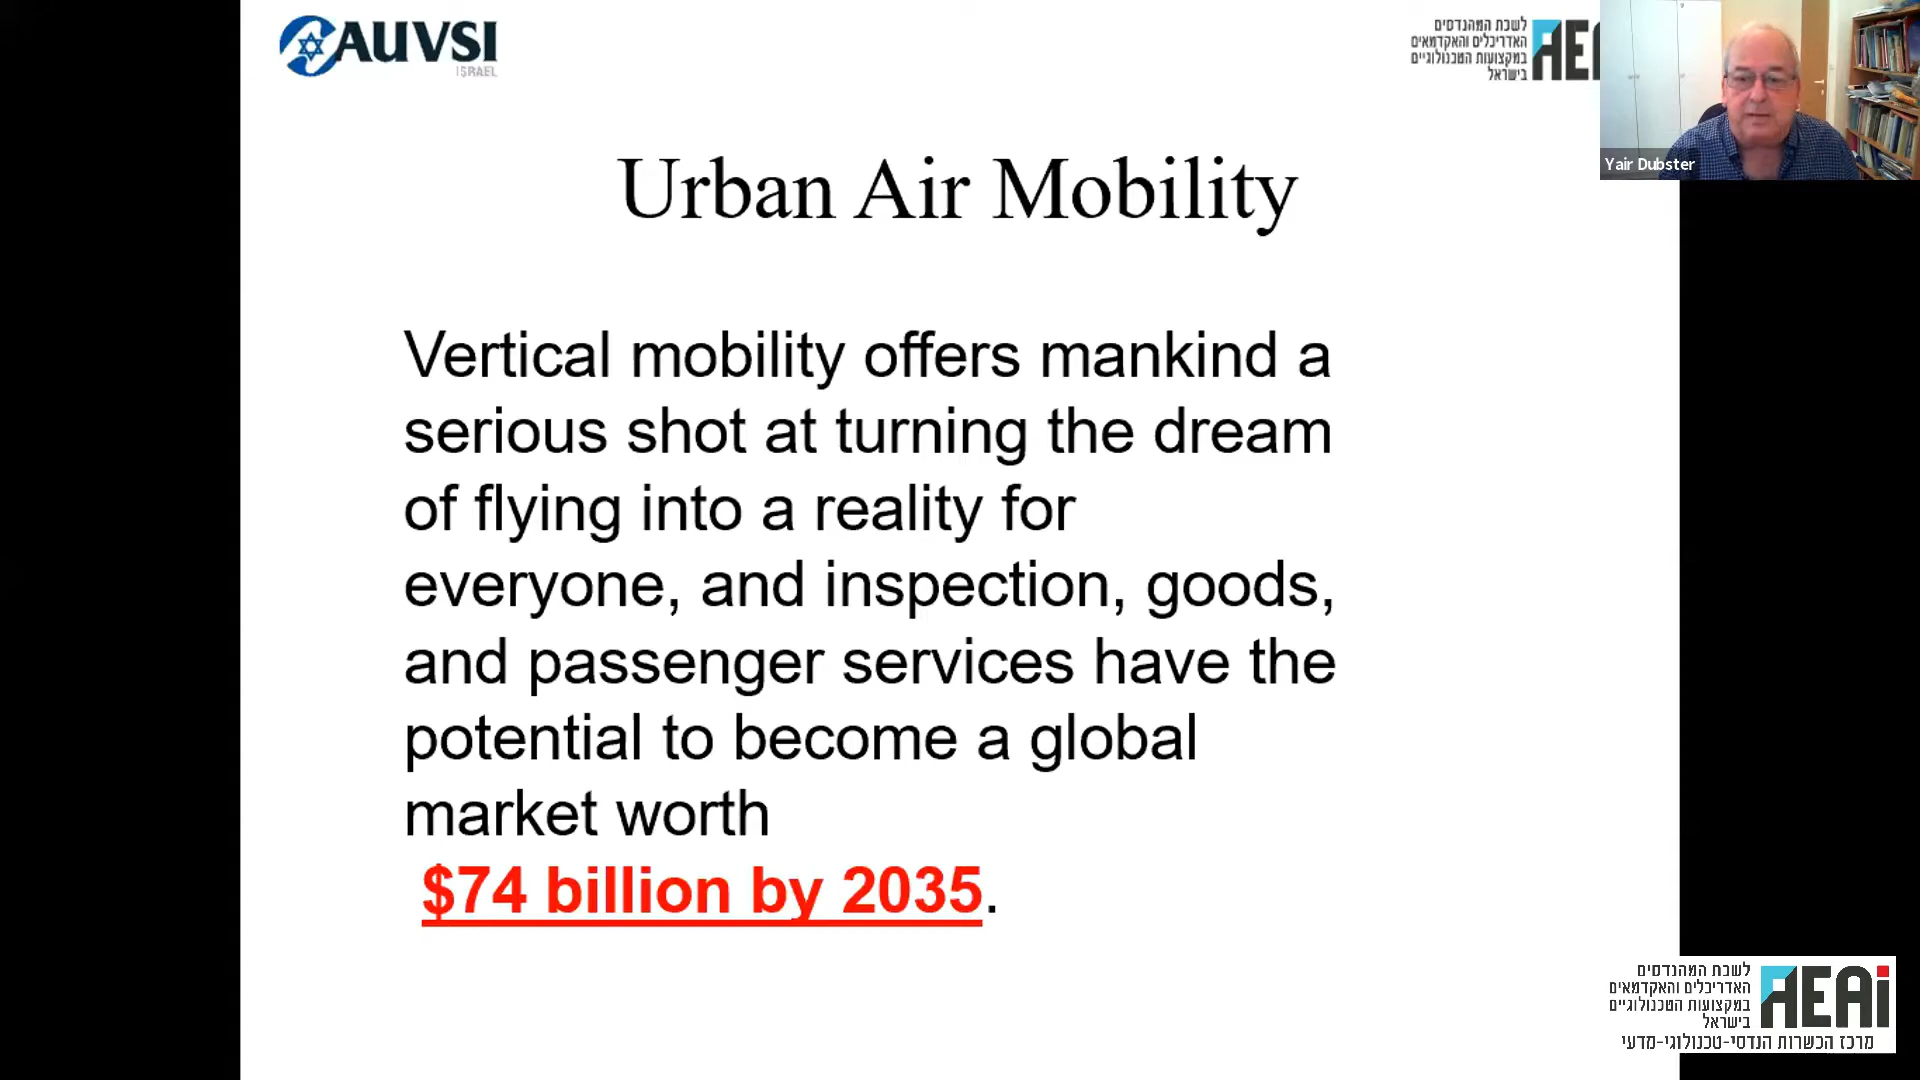 AUVSI
ISRAEL
לשכת המהנדסים
האדריכלים והאקדמאים
במקצועות הטכנולוגיים
בישראל
AE
Yair Dubster
Urban Air Mobility
Vertical mobility offers mankind a
serious shot at turning the dream
of flying into a reality for
everyone, and inspection, goods,
and passenger services have the
potential to become a global
market worth
$74 billion by 2035.
לשכת המהנדסים
האדריכלים והאקדמאים
במקצועות הטכנולוגיים
בישראל
AEAi
מרכז הכשרות הנדסי-טכנולוגי-מדעי